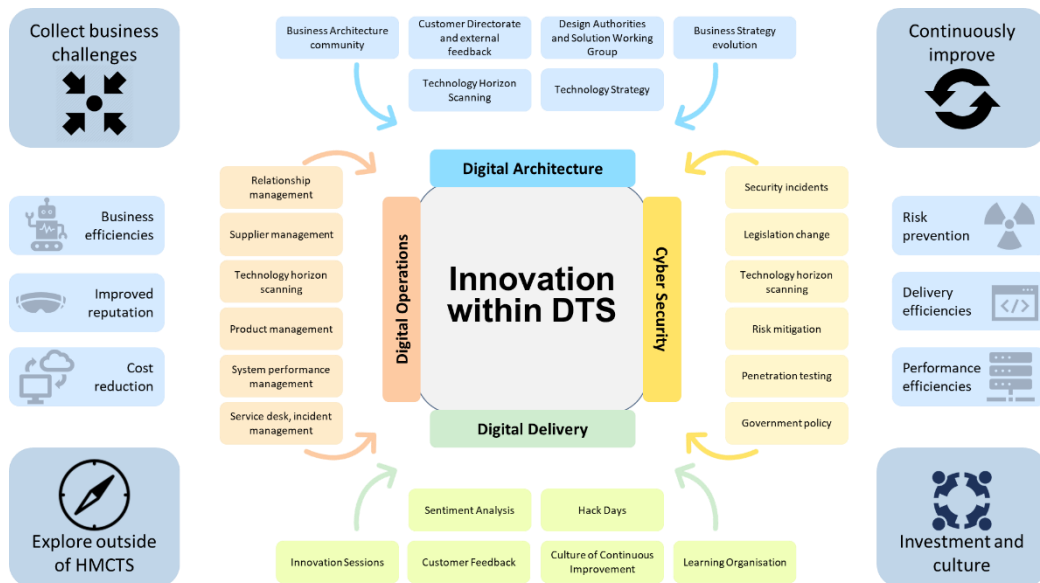 Collect business
challenges
Business Architecture
community
Customer Directorate
and external
feedback
Design Authorities
and Solution Working
Group
Business Strategy
evolution
Continuously
improve
Technology Horizon
Scanning
Technology Strategy
Digital Architecture
Relationship
management
Supplier management
Technology horizon
scanning
Product management
System performance
management
Service desk, incident
management
Digital Operations
Innovation
within DTS
Cyber Security
Security incidents
Legislation change
Technology horizon
scanning
Risk mitigation
Penetration testing
Government policy
Business
efficiencies
Improved
reputation
Cost
reduction
Risk
prevention
Delivery
efficiencies
</>
Performance
efficiencies
Digital Delivery
Sentiment Analysis
Hack Days
Innovation Sessions
Customer Feedback
Culture of Continuous
Improvement
Learning Organisation
Explore outside
of HMCTS
Investment and
culture